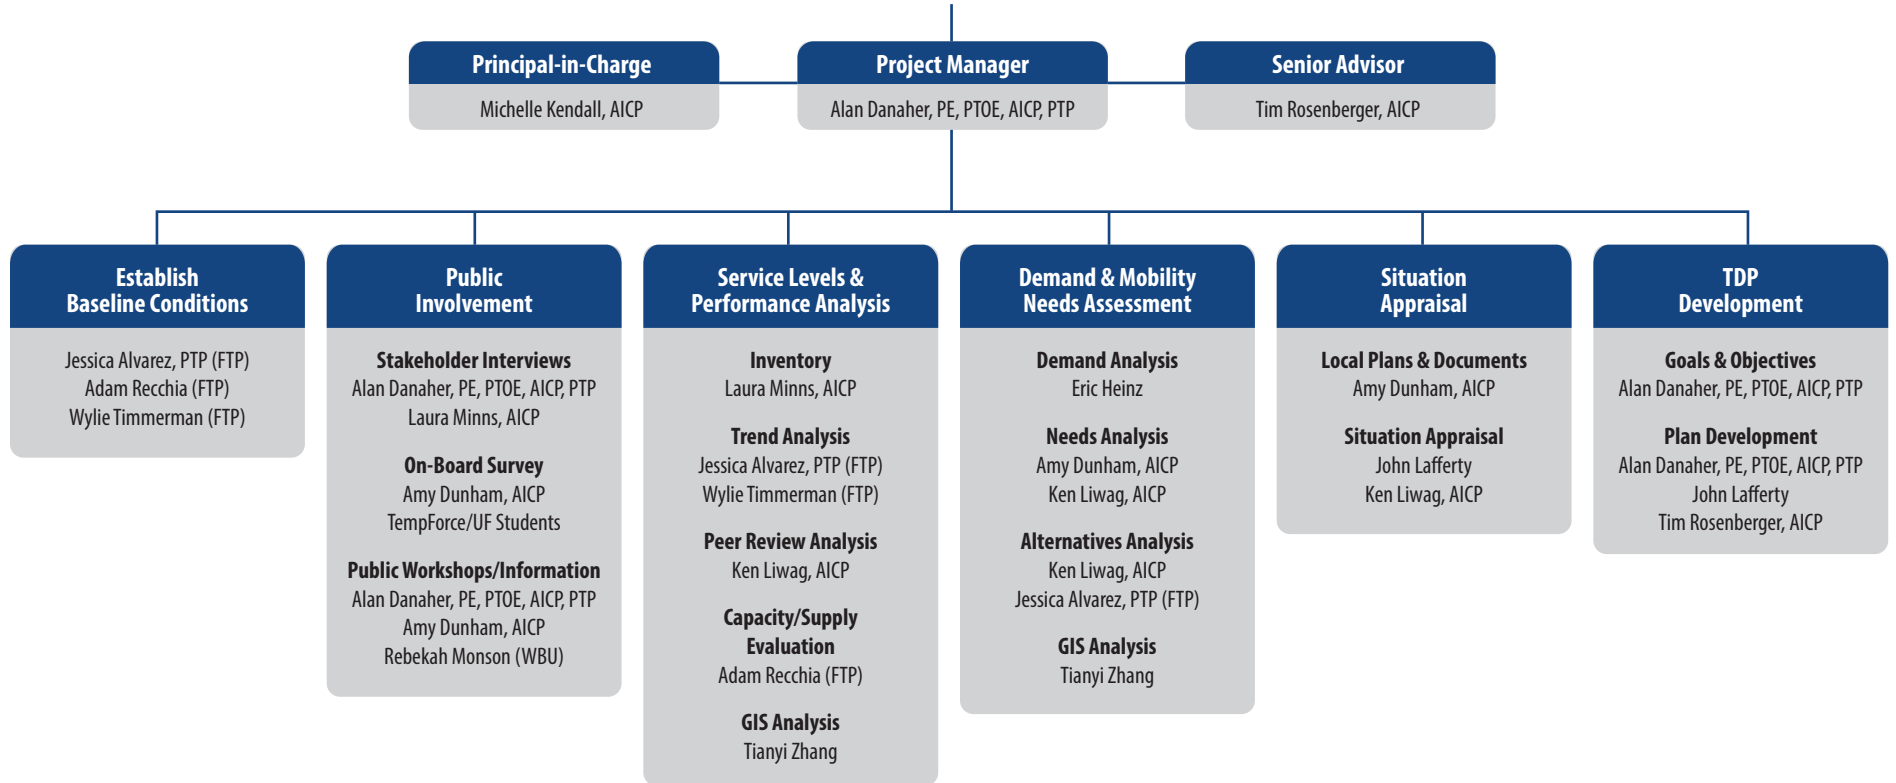 Principal-in-Charge
Michelle Kendall, AICP
Project Manager
Alan Danaher, PE, PTOE, AICP, PTP
Senior Advisor
Tim Rosenberger, AICP
Establish
Baseline Conditions
Jessica Alvarez, PTP (FTP)
Adam Recchia (FTP)
Wylie Timmerman (FTP)
Public
Involvement
Stakeholder Interviews
Alan Danaher, PE, PTOE, AICP, PTP
Laura Minns, AICP
On-Board Survey
Amy Dunham, AICP
TempForce/UF Students
Public Workshops/Information
Alan Danaher, PE, PTOE, AICP, PTP
Amy Dunham, AICP
Rebekah Monson (WBU)
Service Levels &
Performance Analysis
Inventory
Laura Minns, AICP
Trend Analysis
Jessica Alvarez, PTP (FTP)
Wylie Timmerman (FTP)
Peer Review Analysis
Ken Liwag, AICP
Capacity/Supply
Evaluation
Adam Recchia (FTP)
GIS Analysis
Tianyi Zhang
Demand & Mobility
Needs Assessment
Demand Analysis
Eric Heinz
Needs Analysis
Amy Dunham, AICP
Ken Liwag, AICP
Alternatives Analysis
Ken Liwag, AICP
Jessica Alvarez, PTP (FTP)
GIS Analysis
Tianyi Zhang
Situation
Appraisal
Local Plans & Documents
Amy Dunham, AICP
Situation Appraisal
John Lafferty
Ken Liwag, AICP
TDP
Development
Goals & Objectives
Alan Danaher, PE, PTOE, AICP, PTP
Plan Development
Alan Danaher, PE, PTOE, AICP, PTP
John Lafferty
Tim Rosenberger, AICP